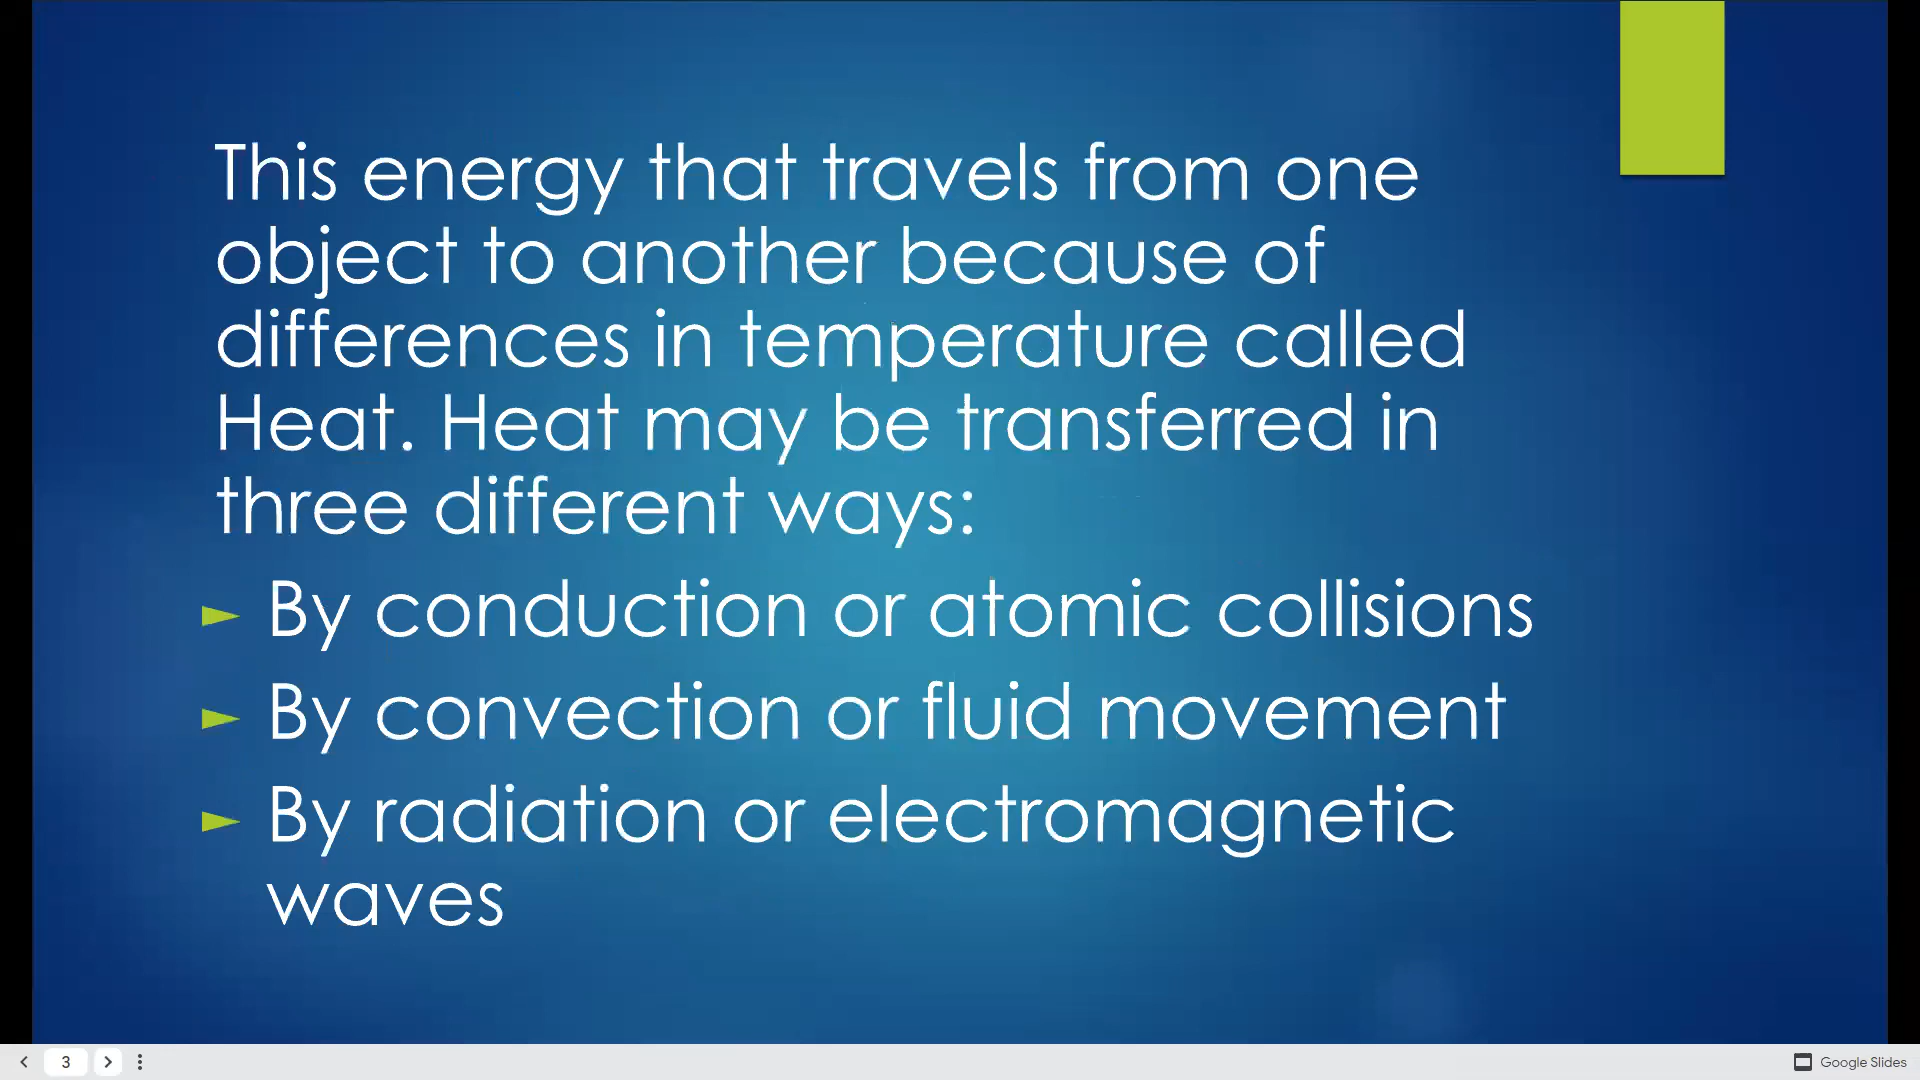 This energy that travels from one
object to another because of
differences in temperature called
Heat. Heat may be transferred in
three different ways:
► By conduction or atomic collisions
► By convection or fluid movement
► By radiation or electromagnetic
waves
3
Google Slides